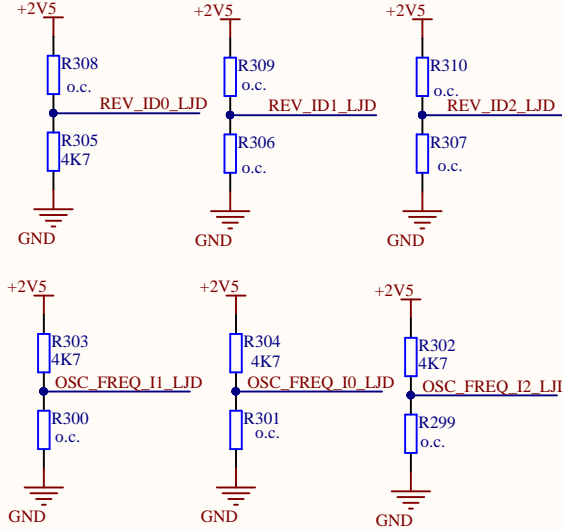 +2V5
+2V5
+2V5
R308
o.c.
R309
o.c.
R310
o.c.
REV_ID0_LJD
REV_ID1_LJD
REV_ID2_LJD
R305
4K7
R306
o.c.
R307
o.c.
GND
GND
GND
+2V5
+2V5
+2V5
R303
4K7
R304
4K7
R302
4K7
OSC_FREQ_I1_LJD
OSC_FREQ_I0_LJD
OSC_FREQ_I2_LJD
R300
o.c.
R301
o.c.
R299
o.c.
GND
GND
GND